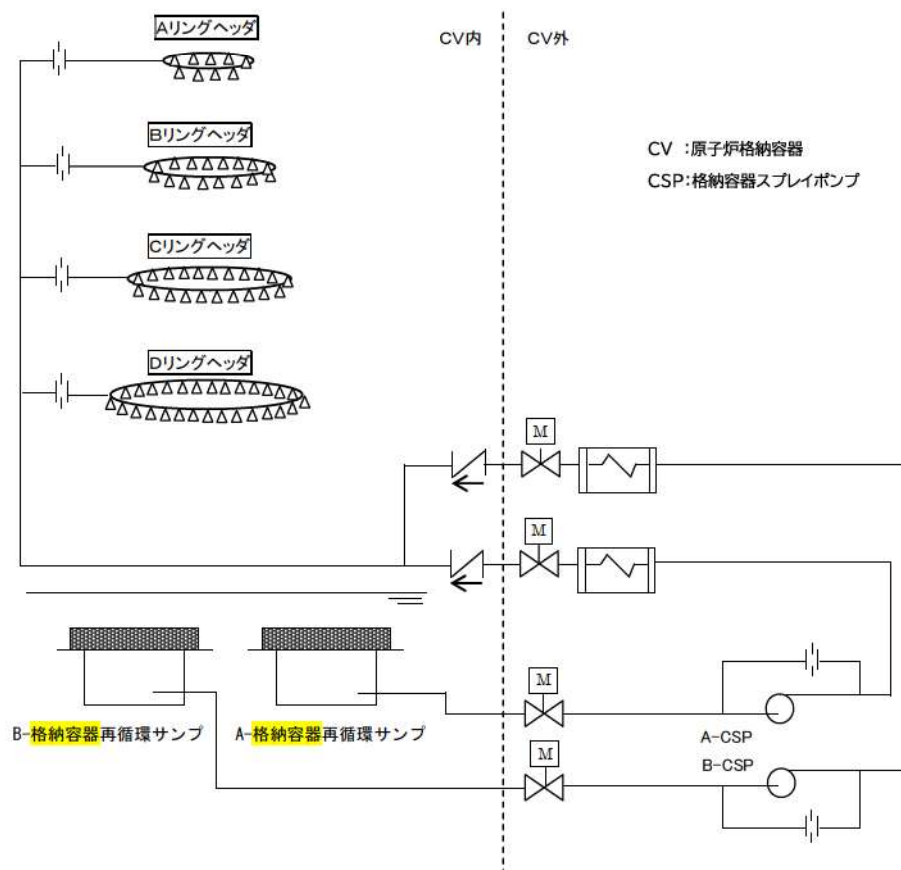 Aリングヘッダ
CV内
CV外
Bリングヘッダ
CV :原子炉格納容器
CSP:格納容器スプレイポンプ
Cリングヘッダ
Dリングヘッダ
M
M
M
B-格納容器再循環サンプ
A-格納容器再循環サンプ
A-CSP
M
B-CSP